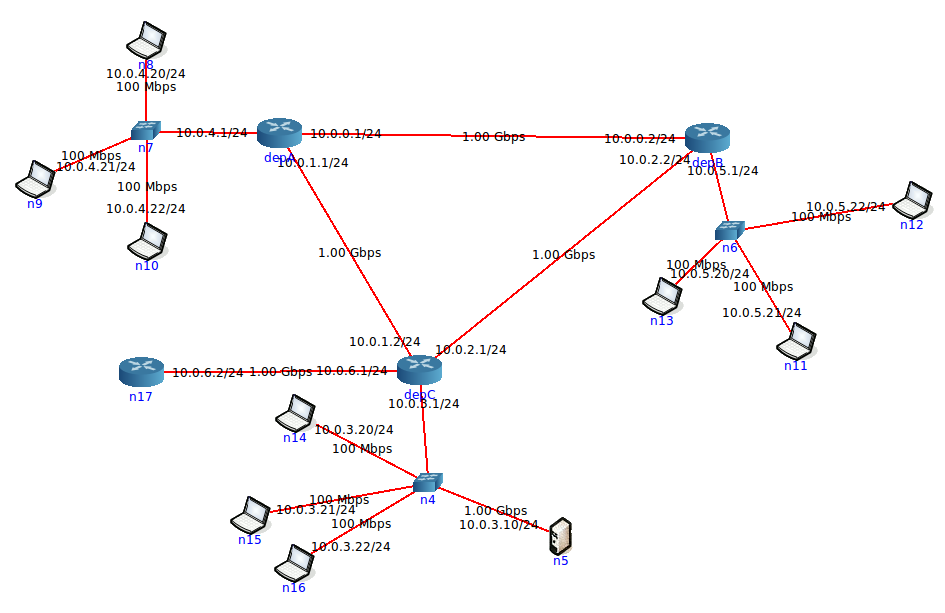 n8
10.0.4.20/24
100 Mbps
10.0.4.1/24
10.0.0.1/24
1.00 Gbps
10.0.0.2/24
n7
depA
10.0.1.1/24
10.0.2.2/24
depB
10.0.5.1/24
100 Mbps
10.0.4.21/24
n9
100 Mbps
10.0.4.22/24
n10
10.0.5.22/24
100 Mbps
n12
n6
1.00 Gbps
1.00 Gbps
100 Mbps
10.0.5.20/24
n13
100 Mbps
10.0.5.21/24
n11
10.0.1.2/24
10.0.2.1/24
10.0.6.2/24
1.00 Gbps
10.0.6.1/24
n17
depC
10.0.3.1/24
n14
10.0.3.20/24
100 Mbps
n4
100 Mbps
10.0.3.21/24
n15
100 Mbps
10.0.3.22/24
n16
1.00 Gbps
10.0.3.10/24
n5